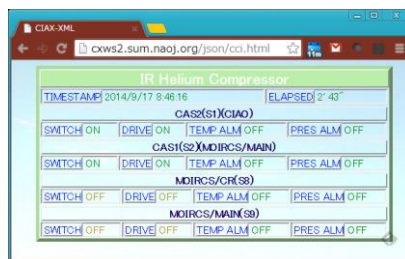 CIAX-XML
cxws2.sum.naoj.org/json/cci.html
11m
IR Helium Compressor
TIMESTAMP 2014/9/17 8:46:16 ELAPSED 2' 43"
CAS2(S1)(CIAO)
SWITCH ON DRIVE ON TEMP ALM OFF PRES ALM OFF
CAS1(S2)(MOIRCS/MAIN)
SWITCH ON DRIVE ON TEMP ALM OFF PRES ALM OFF
MOIRCS/CR(S8)
SWITCH OFF DRIVE OFF TEMP ALM OFF PRES ALM OFF
MOIRCS/MAIN(S9)
SWITCH OFF DRIVE OFF TEMP ALM OFF PRES ALM OFF